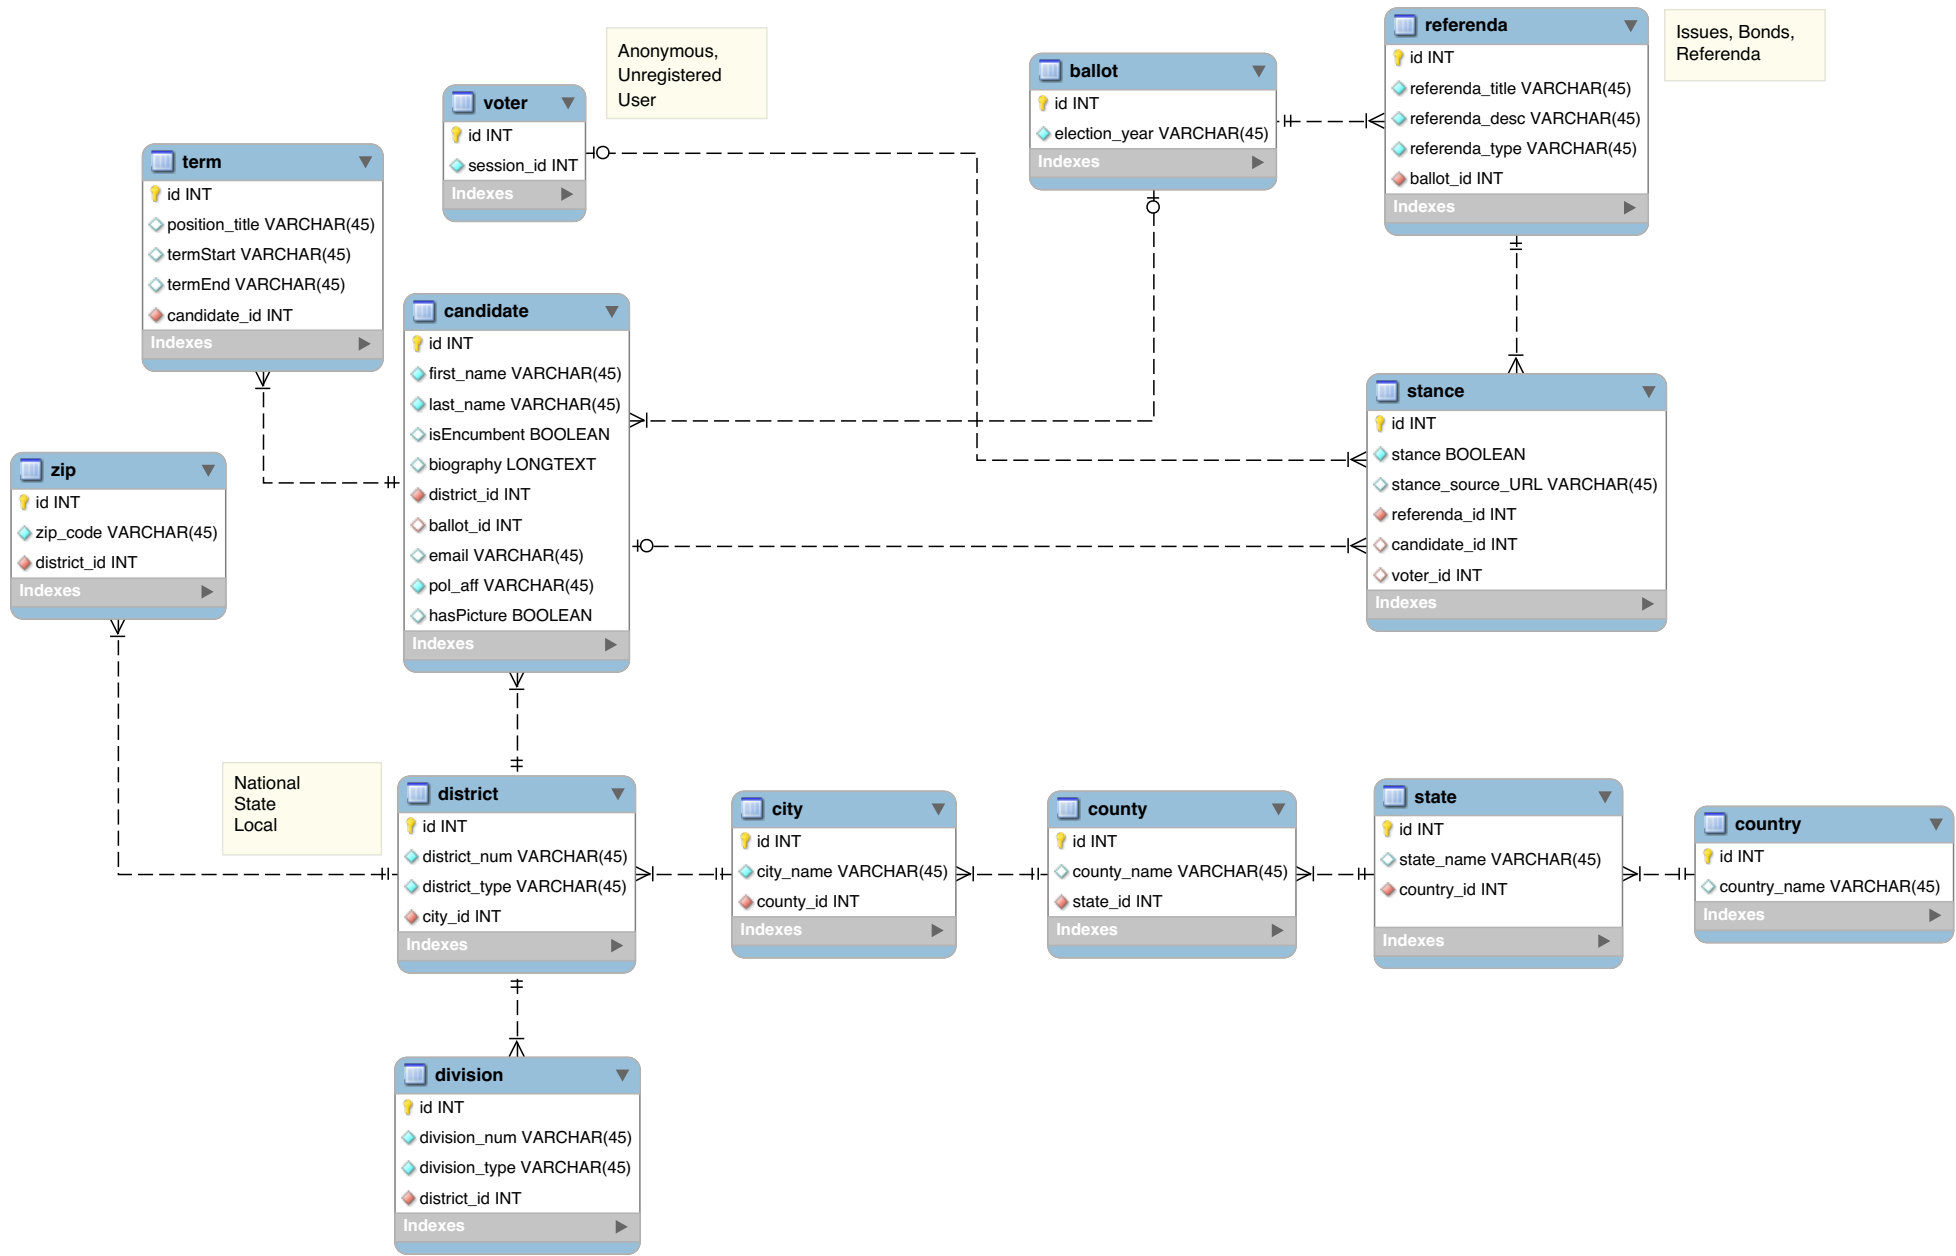 referenda
id INT
referenda_title VARCHAR(45)
referenda_desc VARCHAR(45)
referenda_type VARCHAR(45)
ballot_id INT
Indexes
Issues, Bonds,
Referenda
ballot
id INT
election_year VARCHAR(45)
Indexes
Anonymous,
Unregistered
User
voter
id INT
session_id INT
Indexes
term
id INT
position_title VARCHAR(45)
termStart VARCHAR(45)
termEnd VARCHAR(45)
candidate_id INT
Indexes
candidate
id INT
first_name VARCHAR(45)
last_name VARCHAR(45)
isEncumbent BOOLEAN
biography LONGTEXT
district_id INT
ballot_id INT
email VARCHAR(45)
pol_aff VARCHAR(45)
hasPicture BOOLEAN
Indexes
stance
id INT
stance BOOLEAN
stance_source_URL VARCHAR(45)
referenda_id INT
candidate_id INT
voter_id INT
Indexes
zip
id INT
zip_code VARCHAR(45)
district_id INT
Indexes
National
State
Local
district
id INT
district_num VARCHAR(45)
district_type VARCHAR(45)
city_id INT
Indexes
city
id INT
city_name VARCHAR(45)
county_id INT
Indexes
county
id INT
county_name VARCHAR(45)
state_id INT
Indexes
state
id INT
state_name VARCHAR(45)
country_id INT
Indexes
country
id INT
country_name VARCHAR(45)
Indexes
division
id INT
division_num VARCHAR(45)
division_type VARCHAR(45)
district_id INT
Indexes